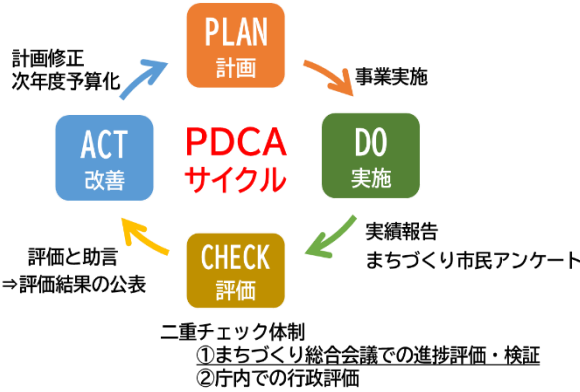 PLAN
計画
計画修正
次年度予算化
事業実施
ACT
改善
PDCA
サイクル
DO
実施
実績報告
まちづくり市民アンケート
評価と助言
⇒評価結果の公表
CHECK
評価
二重チェック体制
①まちづくり総合会議での進捗評価・検証
②庁内での行政評価